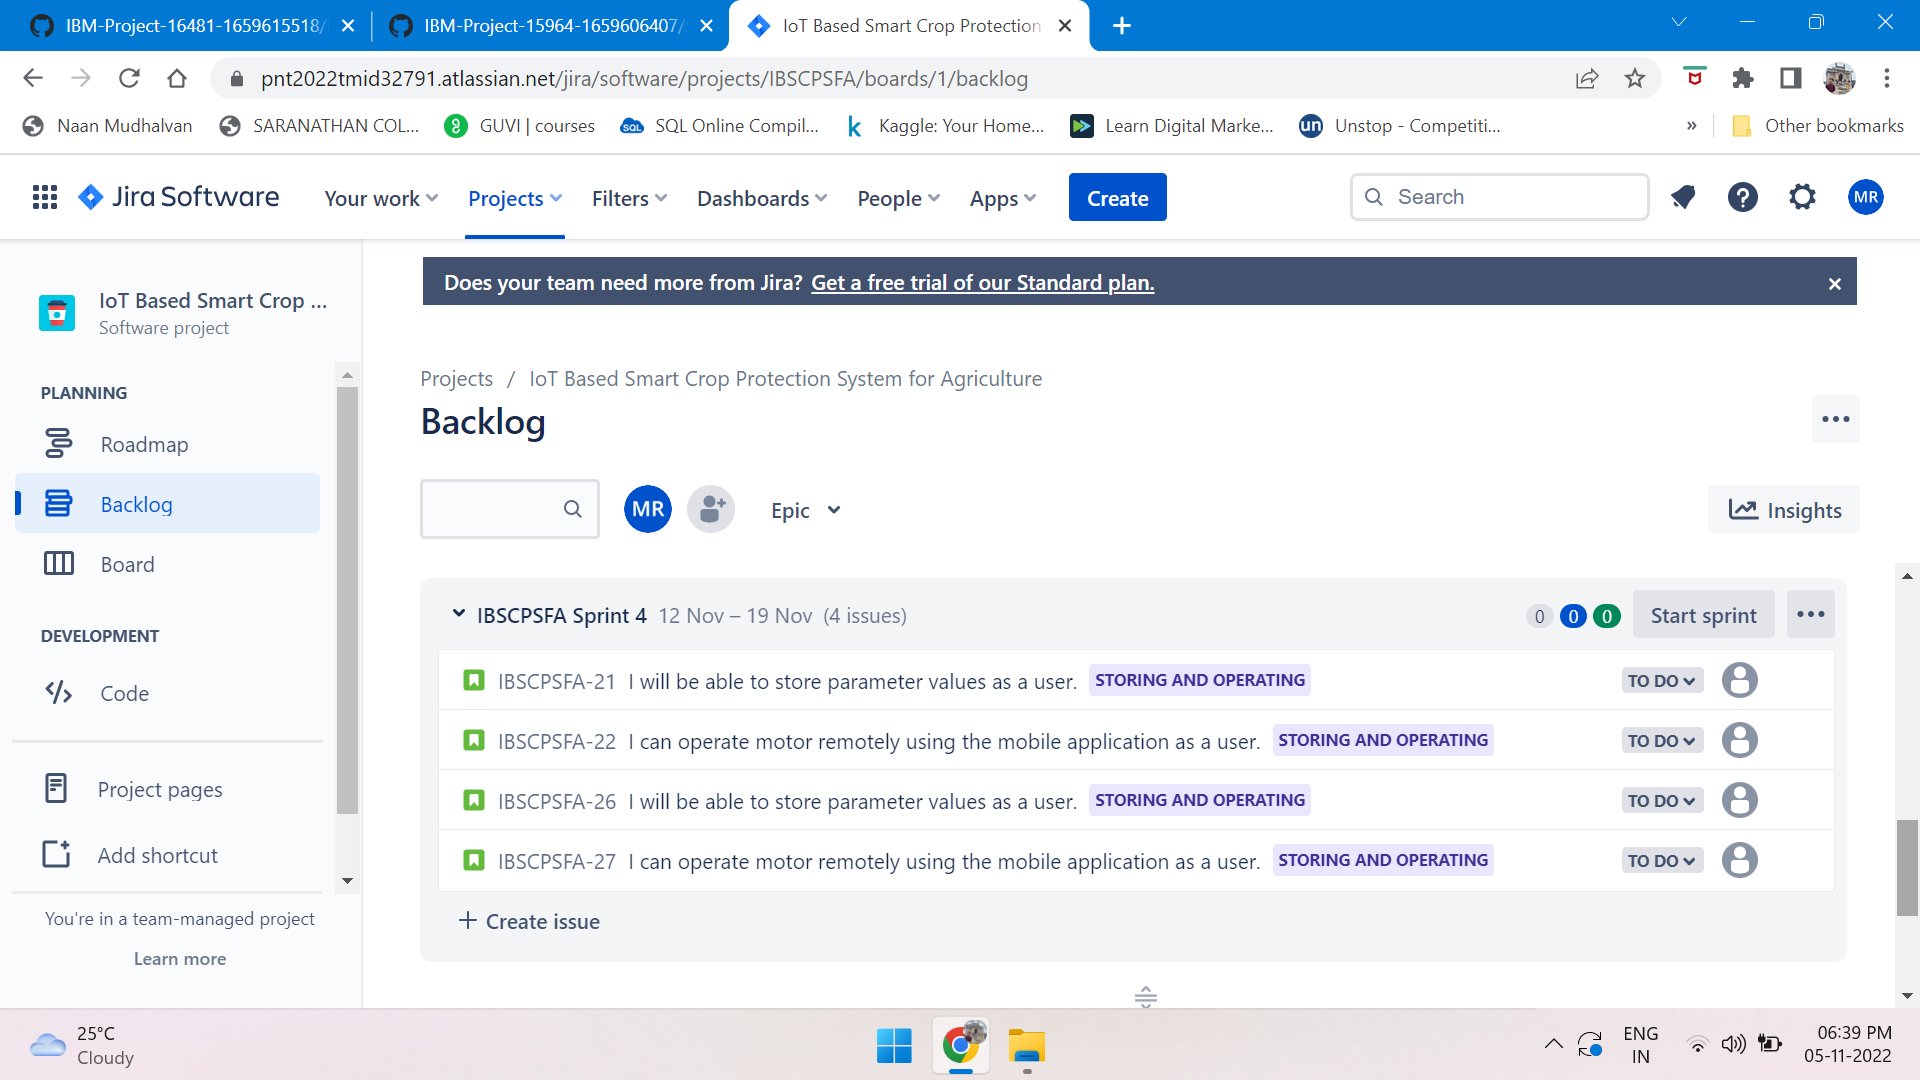 IBM-Project-16481-1659615518/
IBM-Project-15964-1659606407/
IoT Based Smart Crop Protection
pnt2022tmid32791.atlassian.net/jira/software/projects/IBSCPSFA/boards/1/backlog
Naan Mudhalvan
SARANATHAN COL...
GUVI | courses
SQL Online Compil...
Kaggle: Your Home...
Learn Digital Marke...
Unstop - Competiti...
»
Other bookmarks
Jira Software
Your work
Projects
Filters
Dashboards
People
Apps
Create
Search
MR
Does your team need more from Jira? Get a free trial of our Standard plan.
IoT Based Smart Crop ...
Software project
PLANNING
Roadmap
Backlog
Board
DEVELOPMENT
Code
Project pages
Add shortcut
You're in a team-managed project
Learn more
Projects / IoT Based Smart Crop Protection System for Agriculture
Backlog
MR
Epic
Insights
IBSCPSFA Sprint 4 12 Nov – 19 Nov (4 issues)
0 0 0
Start sprint
IBSCPSFA-21 I will be able to store parameter values as a user. STORING AND OPERATING TO DO
IBSCPSFA-22 I can operate motor remotely using the mobile application as a user. STORING AND OPERATING TO DO
IBSCPSFA-26 I will be able to store parameter values as a user. STORING AND OPERATING TO DO
IBSCPSFA-27 I can operate motor remotely using the mobile application as a user. STORING AND OPERATING TO DO
+ Create issue
25°C
Cloudy
ENG
IN
06:39 PM
05-11-2022